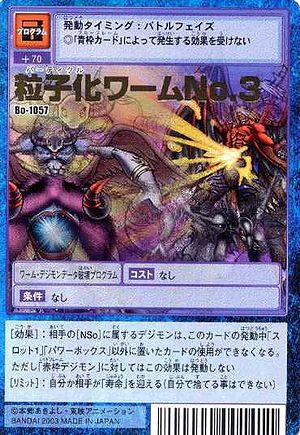 プログラム
発動タイミング：バトルフェイズ
◎「青枠カード」によって発生する効果を受けない
+70
パーティクル
粒子化ワームNo.3
Bo-1057
ワーム・デジモンデータ破壊プログラム
コスト なし
条件 なし
[効果]：相手の[NSo]に属するデジモンは、このカードの発動中「ス
ロット1」「パワーボックス」以外に置いたカードの使用ができなくなる。
ただし「赤枠デジモン」に対してはこの効果は発動しない
[リミット]：自分か相手が「寿命」を迎える(自分で捨てる事はできない)
©本郷あきよし・東映アニメーション
BANDAI 2003 MADE IN JAPAN